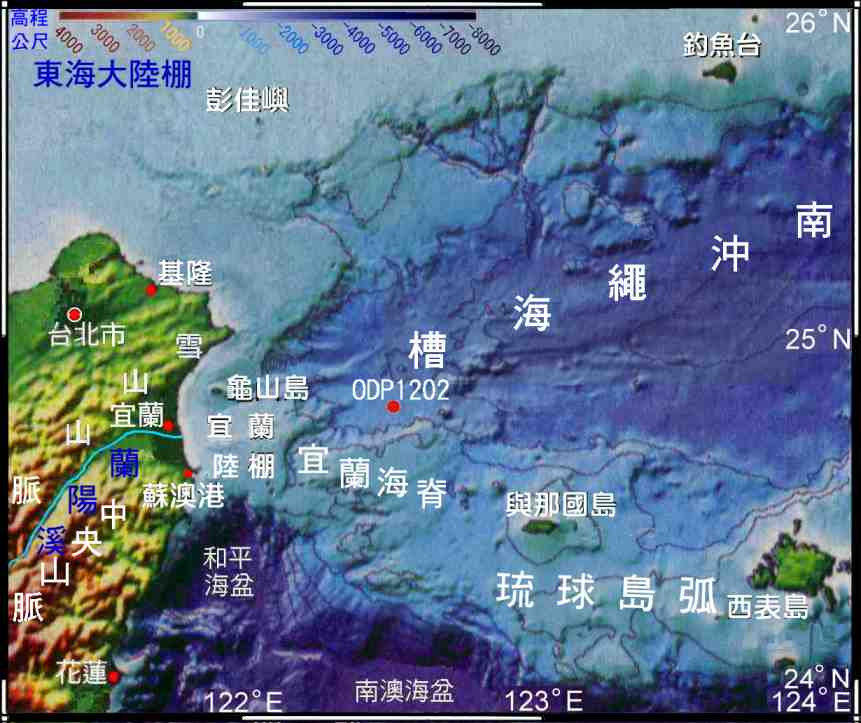 高程
公尺
4000 3000 2000 1000 0 -1000 -2000 -3000 -4000 -5000 -6000 -7000 -8000
26°N
釣魚台
東海大陸棚
彭佳嶼
南沖繩海槽
基隆
台北市
25°N
雪山山脈
龜山島
ODP1202
宜蘭
宜蘭
陸棚
宜蘭海脊
蘭陽溪
蘇澳港
中央山脈
與那國島
和平
海盆
琉球島弧
西表島
花蓮
南澳海盆
24°N
122°E
123°E
124°E